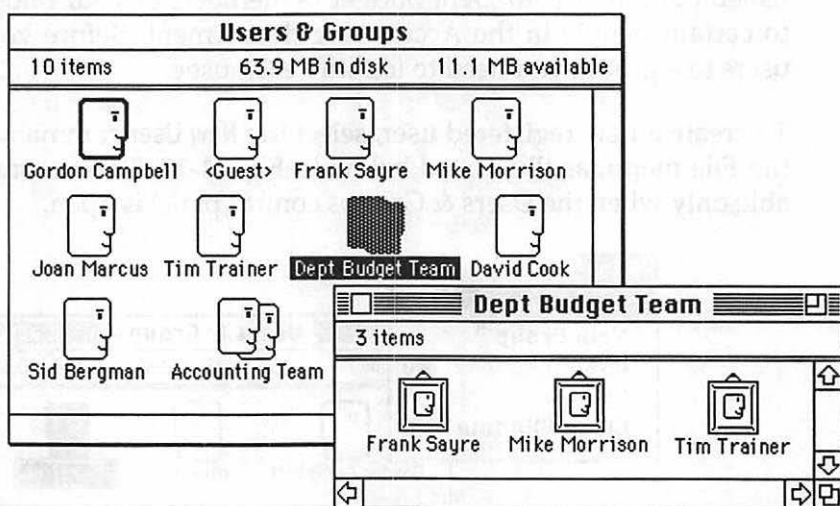 Users & Groups
10 items 63.9 MB in disk 11.1 MB available
Gordon Campbell <Guest> Frank Sayre Mike Morrison
Joan Marcus Tim Trainer Dept Budget Team David Cook
Sid Bergman Accounting Team
Dept Budget Team
3 items
Frank Sayre Mike Morrison Tim Trainer